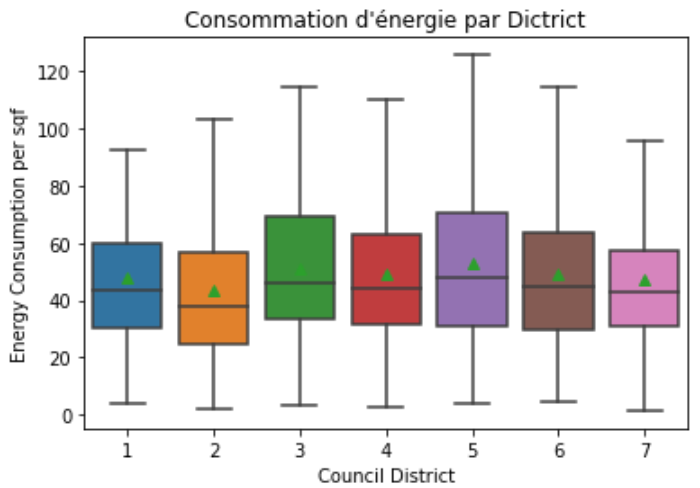 Consommation d'énergie par Dictrict
Energy Consumption per sqf
120
100
80
60
40
20
0
1 2 3 4 5 6 7
Council District